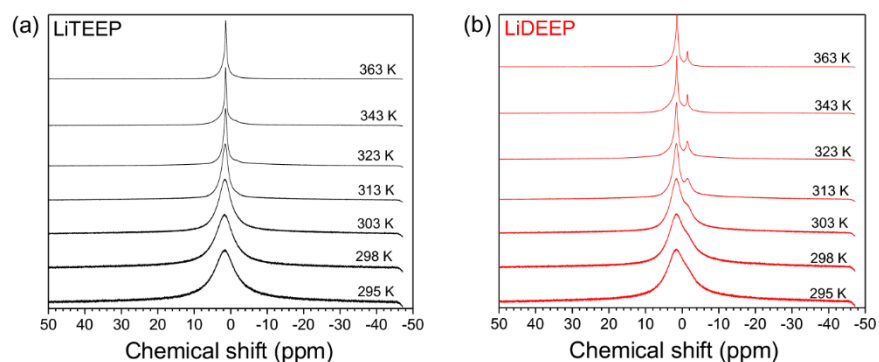 (a)
LiTEEP
363 K
343 K
323 K
313 K
303 K
298 K
295 K
50 40 30 20 10 0 -10 -20 -30 -40 -50
Chemical shift (ppm)
(b)
LiDEEP
363 K
343 K
323 K
313 K
303 K
298 K
295 K
50 40 30 20 10 0 -10 -20 -30 -40 -50
Chemical shift (ppm)